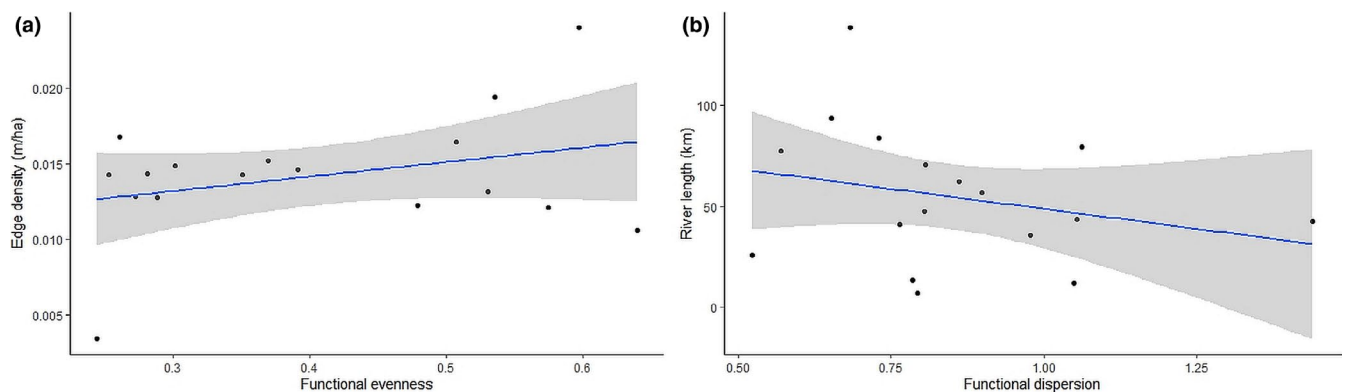 (a)
Edge density (m/ha)
0.020
0.015
0.010
0.005
0.3 0.4 0.5 0.6
Functional evenness
(b)
River length (km)
100
50
0
0.50 0.75 1.00 1.25
Functional dispersion